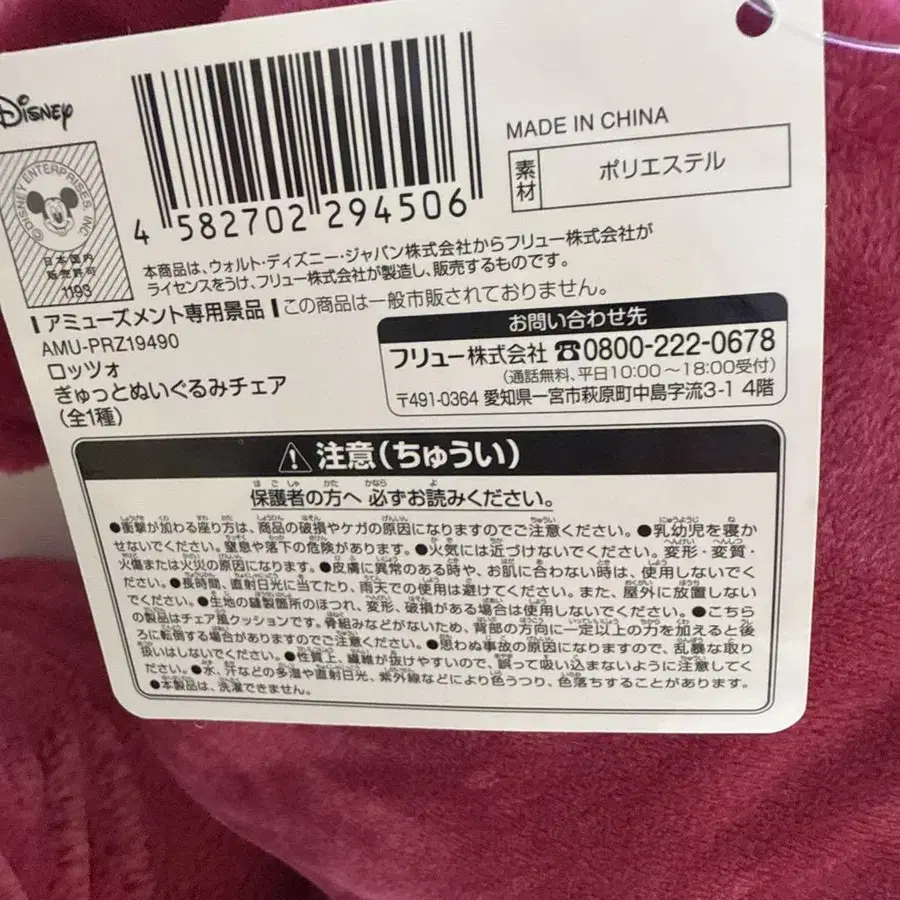 Disney
© DISNEY ENTERPRISES INC.
日本国内
販売許可
1193
4 582702 294506
MADE IN CHINA
素材
ポリエステル
本商品は、ウォルト・ディズニー・ジャパン株式会社からフリュー株式会社が
ライセンスをうけ、フリュー株式会社が製造し、販売するものです。
アミューズメント専用景品 この商品は一般市販されておりません。
AMU-PRZ19490
ロッツォ
ぎゅっとぬいぐるみチェア
(全1種)
お問い合わせ先
フリュー株式会社 ☎0800-222-0678
(通話無料、平日10:00~18:00受付)
〒491-0364 愛知県一宮市萩原町中島字流3-1 4階
注意(ちゅうい)
保護者の方へ 必ずお読みください。
●衝撃が加わる座り方は、商品の破損やケガの原因になりますのでご注意ください。●乳幼児を寝か
せないでください。窒息や落下の危険があります。●火気には近づけないでください。変形・変質・
火傷または火災の原因になります。●皮膚に異常のある時や、お肌に合わない時は、使用しないでく
ださい。●長時間、直射日光に当てたり、雨天での使用は避けてください。また、屋外に放置しない
でください。●生地の縫製箇所のほつれ、変形、破損がある場合は使用しないでください。●こちら
の製品はチェア風クッションです。骨組みなどがないため、背部の方向に一定以上の力を加えると後
ろに転倒する場合がありますのでご注意ください。●思わぬ事故の原因になりますので、乱暴な取り
扱いはしないでください。●性質上、繊維が抜けやすいので、誤って吸い込まないように注意してく
ださい。●水、汗などの多湿や直射日光、紫外線などにより色うつり、色落ちすることがあります。
●本製品は、洗濯できません。